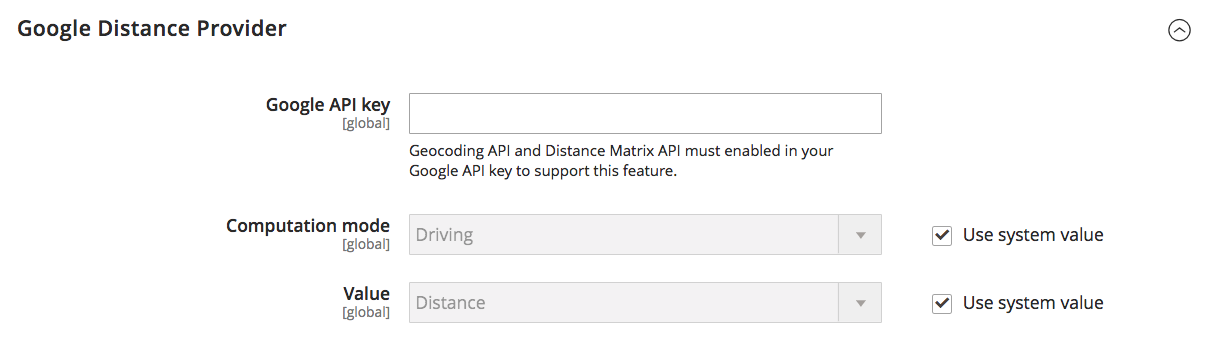 Google Distance Provider
Google API key
[global]
Geocoding API and Distance Matrix API must enabled in your
Google API key to support this feature.
Computation mode
[global]
Driving
Use system value
Value
[global]
Distance
Use system value